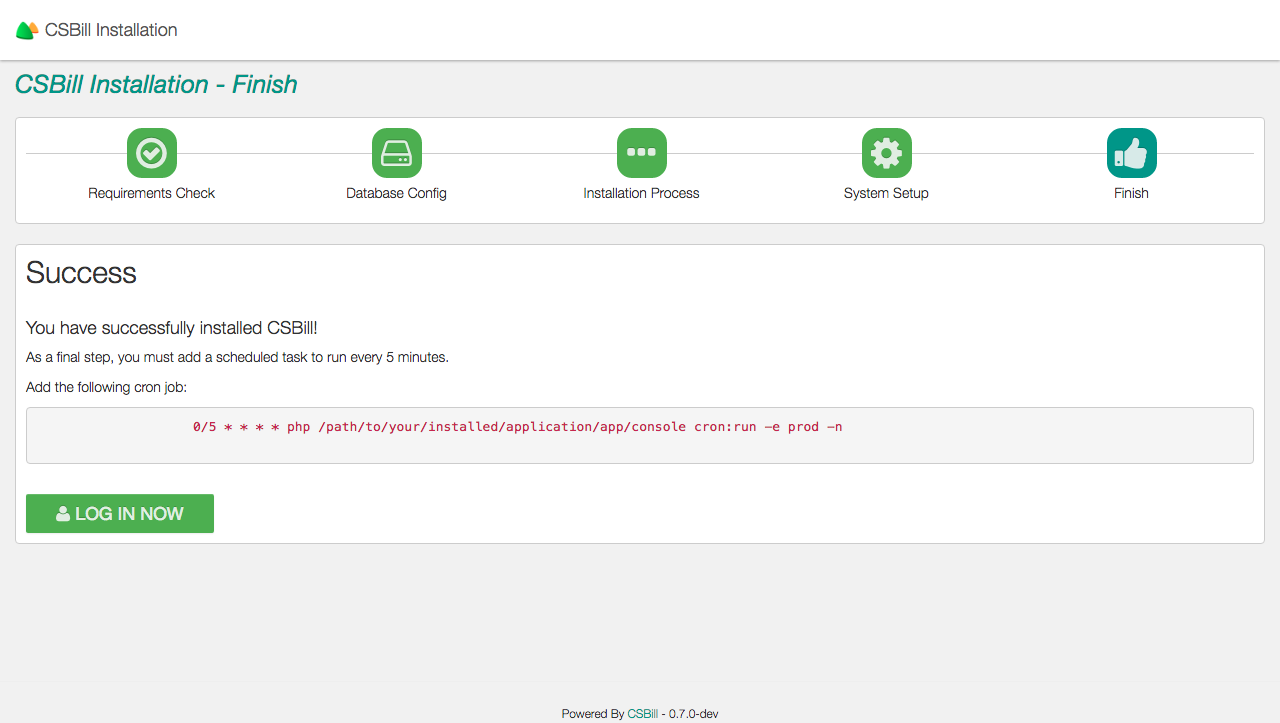 CSBill Installation
CSBill Installation - Finish
Requirements Check
Database Config
Installation Process
System Setup
Finish
Success
You have successfully installed CSBill!
As a final step, you must add a scheduled task to run every 5 minutes.
Add the following cron job:
0/5 * * * * php /path/to/your/installed/application/app/console cron:run –e prod –n
LOG IN NOW
Powered By CSBill - 0.7.0-dev